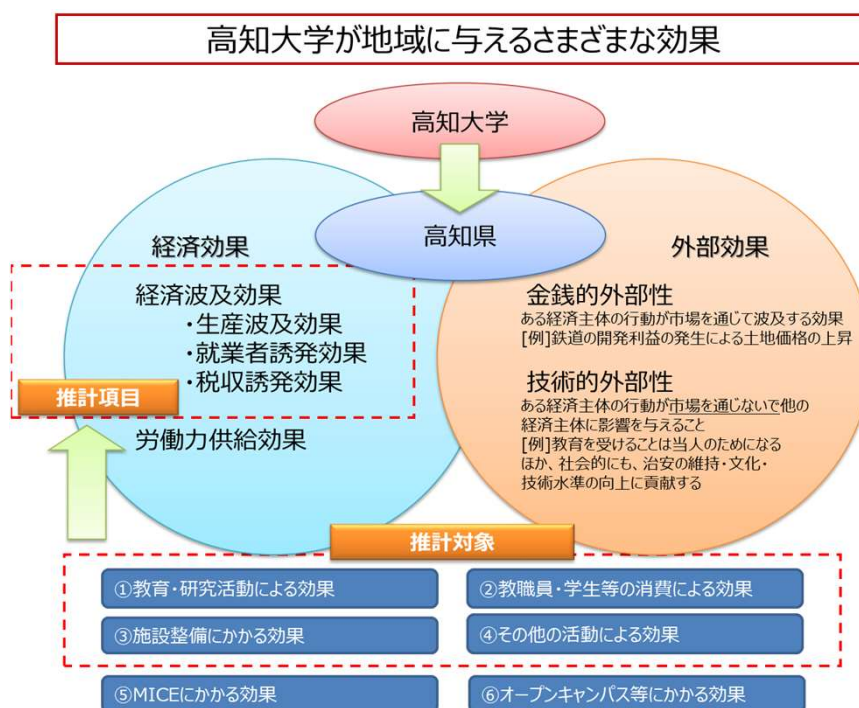 高知大学が地域に与えるさまざまな効果
高知大学
高知県
経済効果
経済波及効果
・生産波及効果
・就業者誘発効果
・税収誘発効果
推計項目
労働力供給効果
外部効果
金銭的外部性
ある経済主体の行動が市場を通じて波及する効果
[例]鉄道の開発利益の発生による土地価格の上昇
技術的外部性
ある経済主体の行動が市場を通じないで他の
経済主体に影響を与えること
[例]教育を受けることは当人のためになる
ほか、社会的にも、治安の維持・文化・
技術水準の向上に貢献する
推計対象
①教育・研究活動による効果
②教職員・学生等の消費による効果
③施設整備にかかる効果
④その他の活動による効果
⑤MICEにかかる効果
⑥オープンキャンパス等にかかる効果